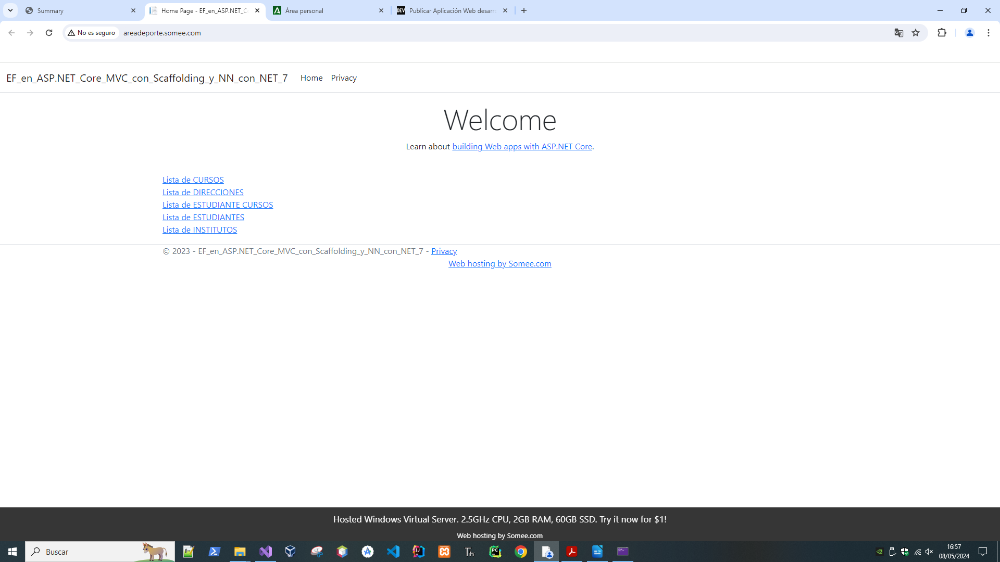 Summary
Home Page - EF_en_ASP.NET_C
Área personal
DEV Publicar Aplicación Web desarr
No es seguro
areadeporte.somee.com
EF_en_ASP.NET_Core_MVC_con_Scaffolding_y_NN_con_NET_7 Home Privacy
Welcome
Learn about building Web apps with ASP.NET Core.
Lista de CURSOS
Lista de DIRECCIONES
Lista de ESTUDIANTE CURSOS
Lista de ESTUDIANTES
Lista de INSTITUTOS
© 2023 - EF_en_ASP.NET_Core_MVC_con_Scaffolding_y_NN_con_NET_7 - Privacy
Web hosting by Somee.com
Hosted Windows Virtual Server. 2.5GHz CPU, 2GB RAM, 60GB SSD. Try it now for $1!
Web hosting by Somee.com
Buscar
16:57
08/05/2024